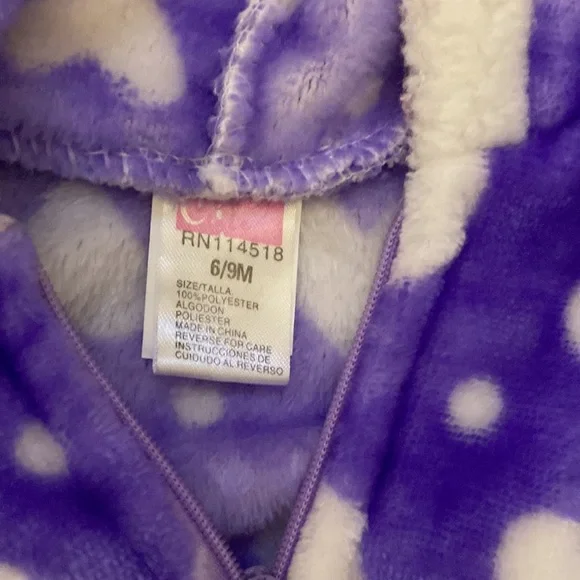 RN114518
6/9M
SIZE/TALLA
100%POLYESTER
ALGODON
POLIESTER
MADE IN CHINA
REVERSE FOR CARE
INSTRUCCIONES DE
CUIDADO AL REVERSO